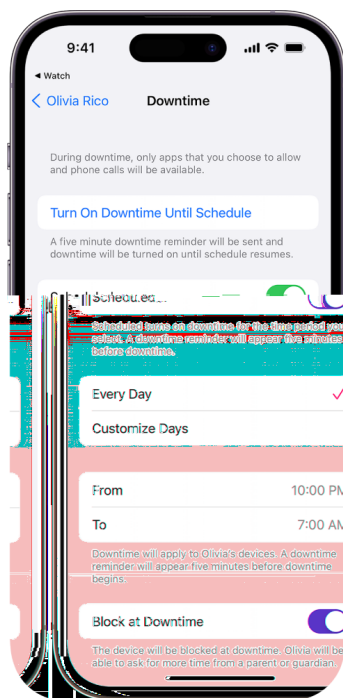 9:41
◀ Watch
Olivia Rico
Downtime
During downtime, only apps that you choose to allow
and phone calls will be available.
Turn On Downtime Until Schedule
A five minute downtime reminder will be sent and
downtime will be turned on until schedule resumes.
Scheduled
Scheduled turns on downtime for the time period you
select. A downtime reminder will appear five minutes
before downtime.
Every Day
Customize Days
From 10:00 PM
To 7:00 AM
Downtime will apply to Olivia's devices. A downtime
reminder will appear five minutes before downtime
begins.
Block at Downtime
The device will be blocked at downtime. Olivia will be
able to ask for more time from a parent or guardian.